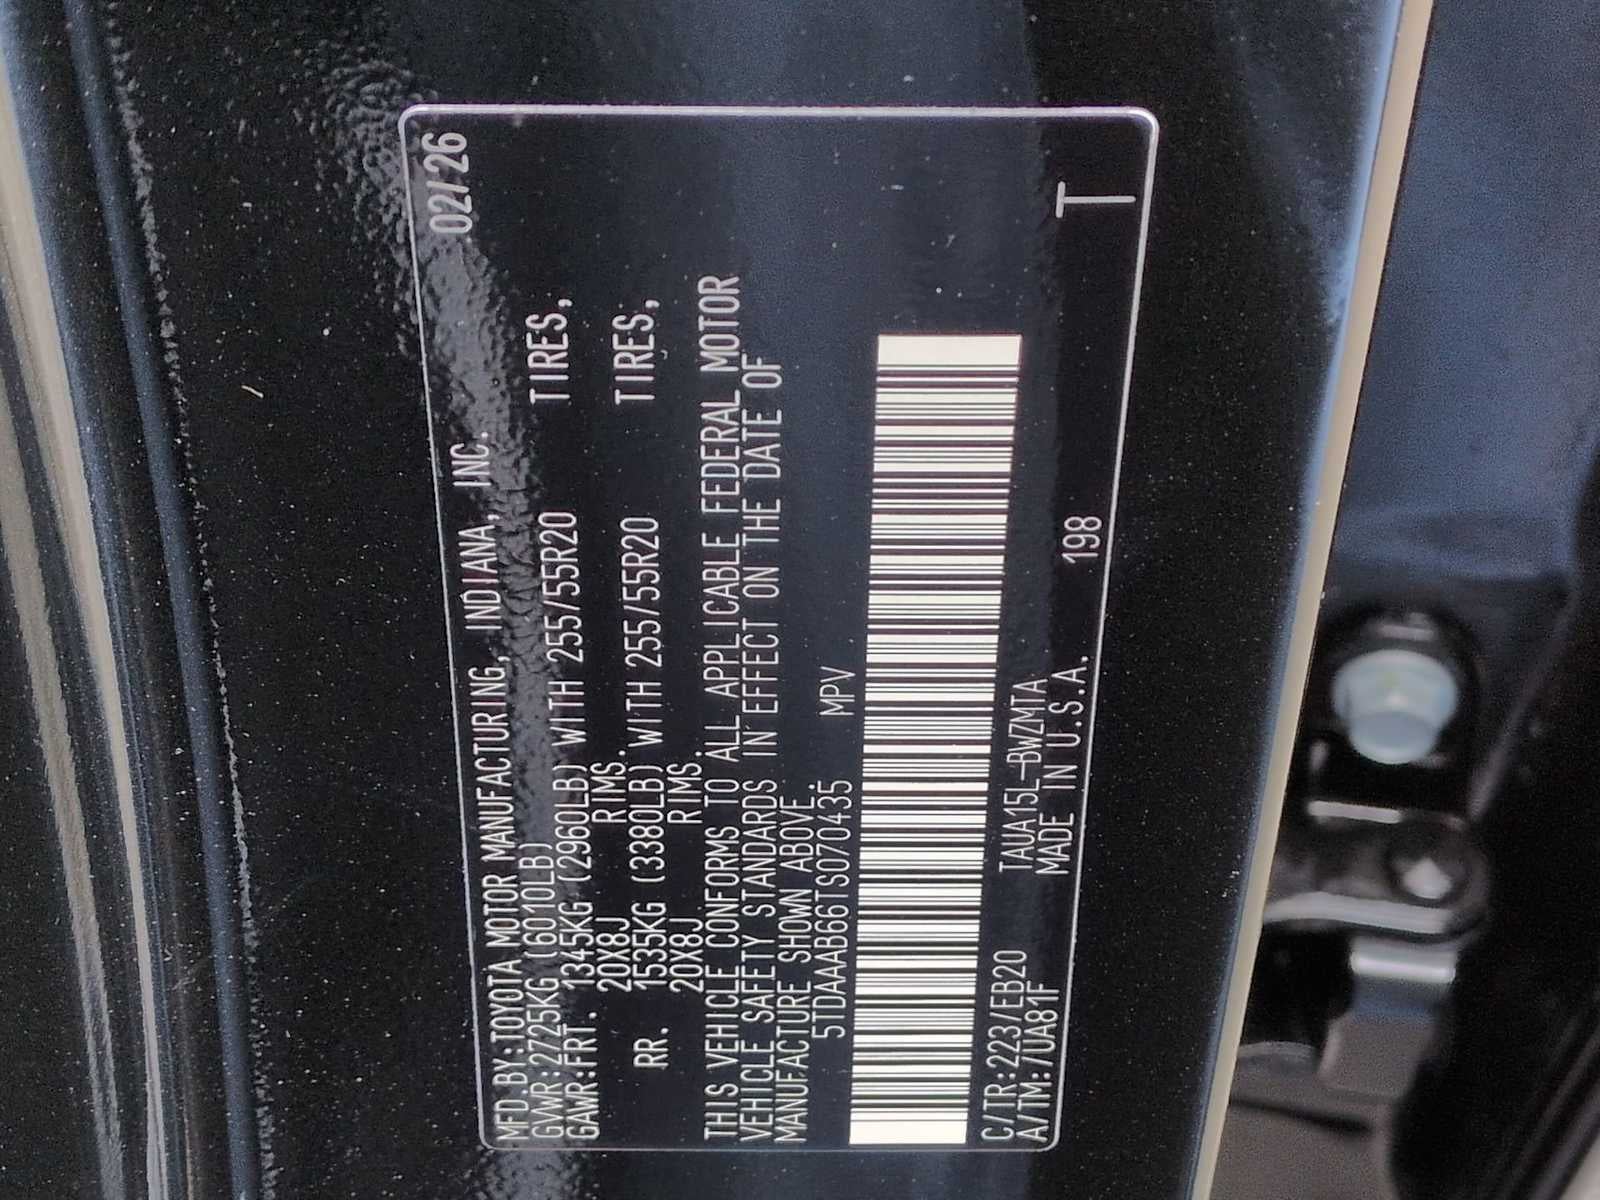 MFD.BY:TOYOTA MOTOR MANUFACTURING, INDIANA, INC. 02/26
GVWR:2725KG (6010LB)
GAWR:FRT. 1345KG (2960LB) WITH 255/55R20 TIRES,
20X8J RIMS.
RR. 1535KG (3380LB) WITH 255/55R20 TIRES,
20X8J RIMS.
THIS VEHICLE CONFORMS TO ALL APPLICABLE FEDERAL MOTOR
VEHICLE SAFETY STANDARDS IN EFFECT ON THE DATE OF
MANUFACTURE SHOWN ABOVE.
5TDAAAB66TS070435 MPV
C/TR:223/EB20 TAUA15L-BWZMTA
A/TM:7UA81F MADE IN U.S.A. 198 T